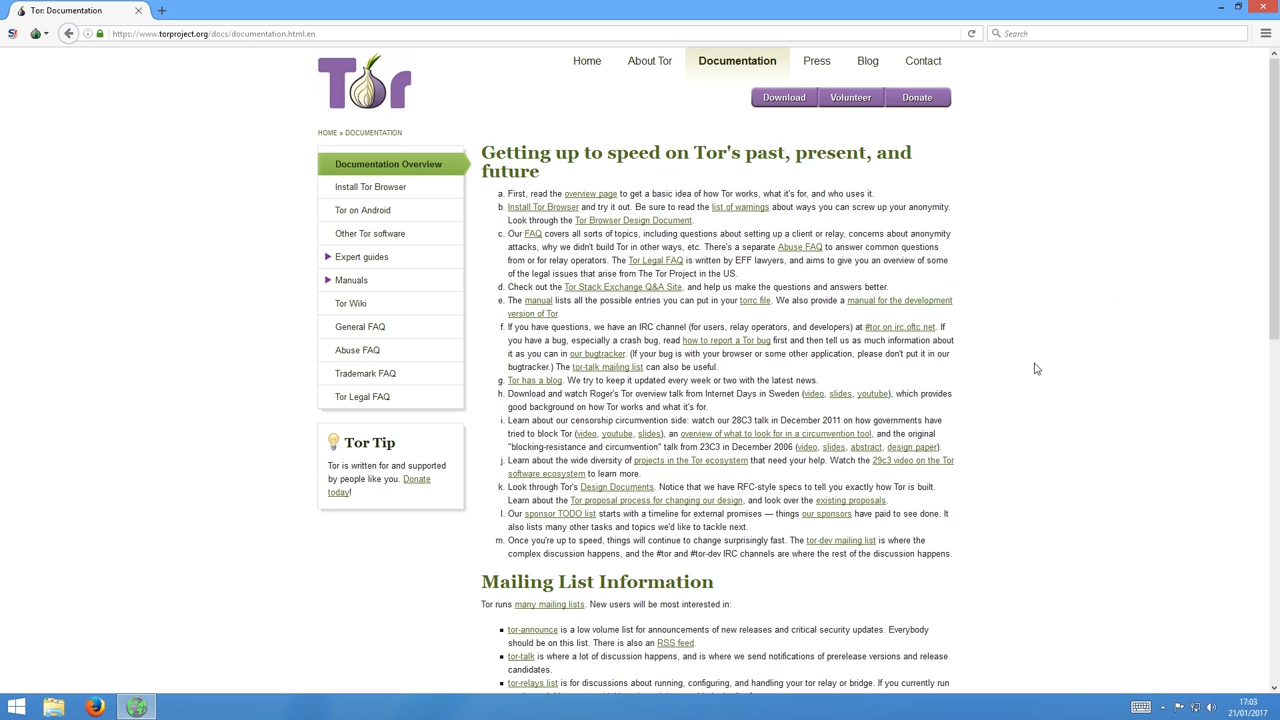 Tor: Documentation
https://www.torproject.org/docs/documentation.html.en
Search
Tor
Home
About Tor
Documentation
Press
Blog
Contact
Download
Volunteer
Donate
HOME » DOCUMENTATION
Documentation Overview
Install Tor Browser
Tor on Android
Other Tor software
Expert guides
Manuals
Tor Wiki
General FAQ
Abuse FAQ
Trademark FAQ
Tor Legal FAQ
Tor Tip
Tor is written for and supported
by people like you. Donate
today!
Getting up to speed on Tor's past, present, and
future
a. First, read the overview page to get a basic idea of how Tor works, what it's for, and who uses it.
b. Install Tor Browser and try it out. Be sure to read the list of warnings about ways you can screw up your anonymity.
Look through the Tor Browser Design Document.
c. Our FAQ covers all sorts of topics, including questions about setting up a client or relay, concerns about anonymity
attacks, why we didn't build Tor in other ways, etc. There's a separate Abuse FAQ to answer common questions
from or for relay operators. The Tor Legal FAQ is written by EFF lawyers, and aims to give you an overview of some
of the legal issues that arise from The Tor Project in the US.
d. Check out the Tor Stack Exchange Q&A Site, and help us make the questions and answers better.
e. The manual lists all the possible entries you can put in your torrc file. We also provide a manual for the development
version of Tor.
f. If you have questions, we have an IRC channel (for users, relay operators, and developers) at #tor on irc.oftc.net. If
you have a bug, especially a crash bug, read how to report a Tor bug first and then tell us as much information about
it as you can in our bugtracker. (If your bug is with your browser or some other application, please don't put it in our
bugtracker.) The tor-talk mailing list can also be useful.
g. Tor has a blog. We try to keep it updated every week or two with the latest news.
h. Download and watch Roger's Tor overview talk from Internet Days in Sweden (video, slides, youtube), which provides
good background on how Tor works and what it's for.
i. Learn about our censorship circumvention side: watch our 28C3 talk in December 2011 on how governments have
tried to block Tor (video, youtube, slides), an overview of what to look for in a circumvention tool, and the original
"blocking-resistance and circumvention" talk from 23C3 in December 2006 (video, slides, abstract, design paper).
j. Learn about the wide diversity of projects in the Tor ecosystem that need your help. Watch the 29c3 video on the Tor
software ecosystem to learn more.
k. Look through Tor's Design Documents. Notice that we have RFC-style specs to tell you exactly how Tor is built.
Learn about the Tor proposal process for changing our design, and look over the existing proposals.
l. Our sponsor TODO list starts with a timeline for external promises — things our sponsors have paid to see done. It
also lists many other tasks and topics we'd like to tackle next.
m. Once you're up to speed, things will continue to change surprisingly fast. The tor-dev mailing list is where the
complex discussion happens, and the #tor and #tor-dev IRC channels are where the rest of the discussion happens.
Mailing List Information
Tor runs many mailing lists. New users will be most interested in:
tor-announce is a low volume list for announcements of new releases and critical security updates. Everybody
should be on this list. There is also an RSS feed.
tor-talk is where a lot of discussion happens, and is where we send notifications of prerelease versions and release
candidates.
tor-relays list is for discussions about running, configuring, and handling your tor relay or bridge. If you currently run
17:03
21/01/2017